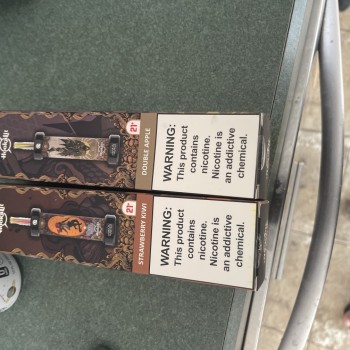 21+
DOUBLE APPLE
WARNING:
This product
contains
nicotine.
Nicotine is
an addictive
chemical.
21+
STRAWBERRY KIWI
WARNING:
This product
contains
nicotine.
Nicotine is
an addictive
chemical.